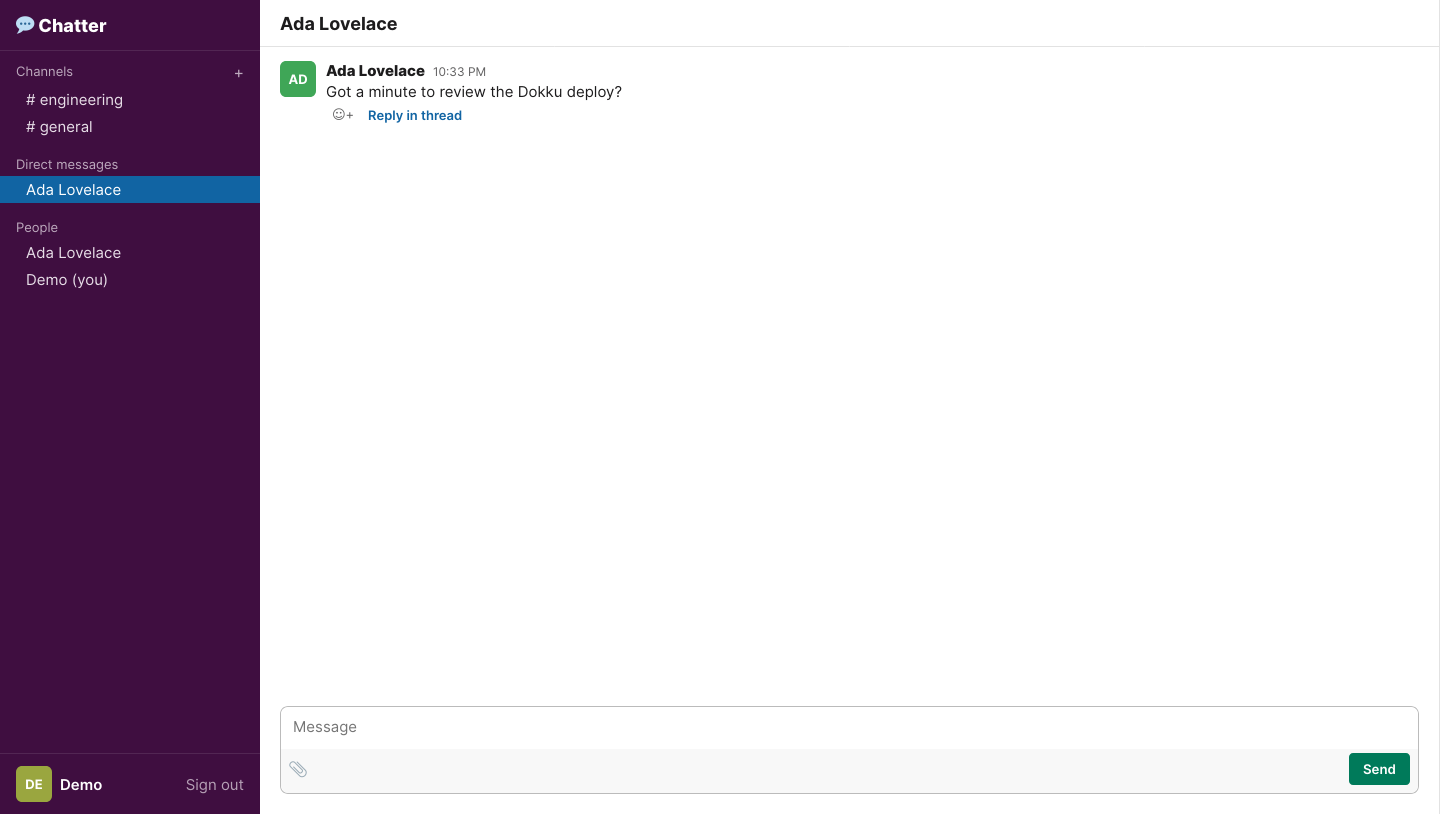 💬 Chatter
Channels +
# engineering
# general
Direct messages
Ada Lovelace
People
Ada Lovelace
Demo (you)
DE Demo Sign out
Ada Lovelace
AD Ada Lovelace 10:33 PM
Got a minute to review the Dokku deploy?
☺+ Reply in thread
Message
Send